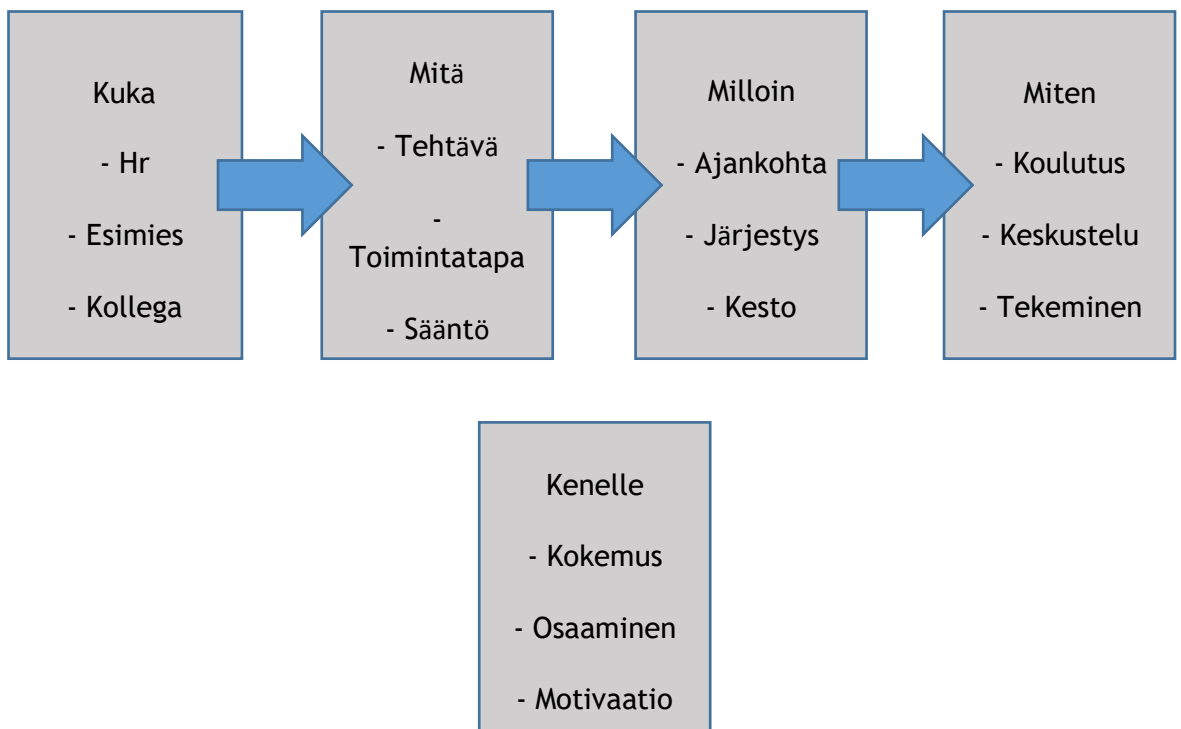 Kuka
- Hr
- Esimies
- Kollega
Mitä
- Tehtävä
-
Toimintatapa
- Sääntö
Milloin
- Ajankohta
- Järjestys
- Kesto
Miten
- Koulutus
- Keskustelu
- Tekeminen
Kenelle
- Kokemus
- Osaaminen
- Motivaatio